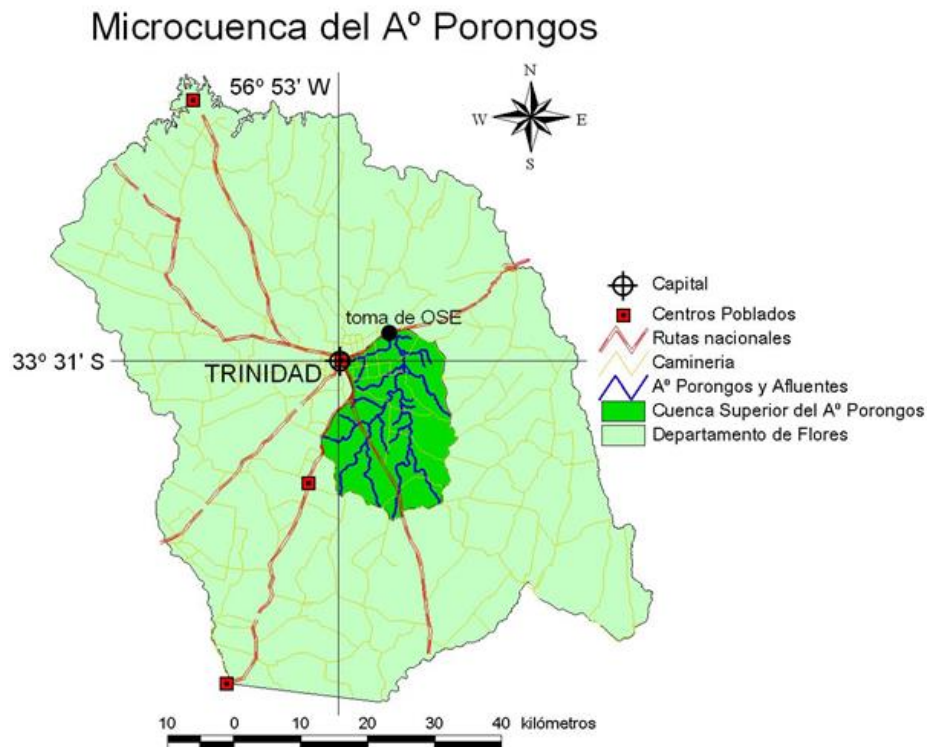 Microcuenca del Aº Porongos
56º 53' W
N
W
E
S
toma de OSE
33º 31' S
TRINIDAD
Capital
Centros Poblados
Rutas nacionales
Camineria
Aº Porongos y Afluentes
Cuenca Superior del Aº Porongos
Departamento de Flores
10 0 10 20 30 40 kilómetros